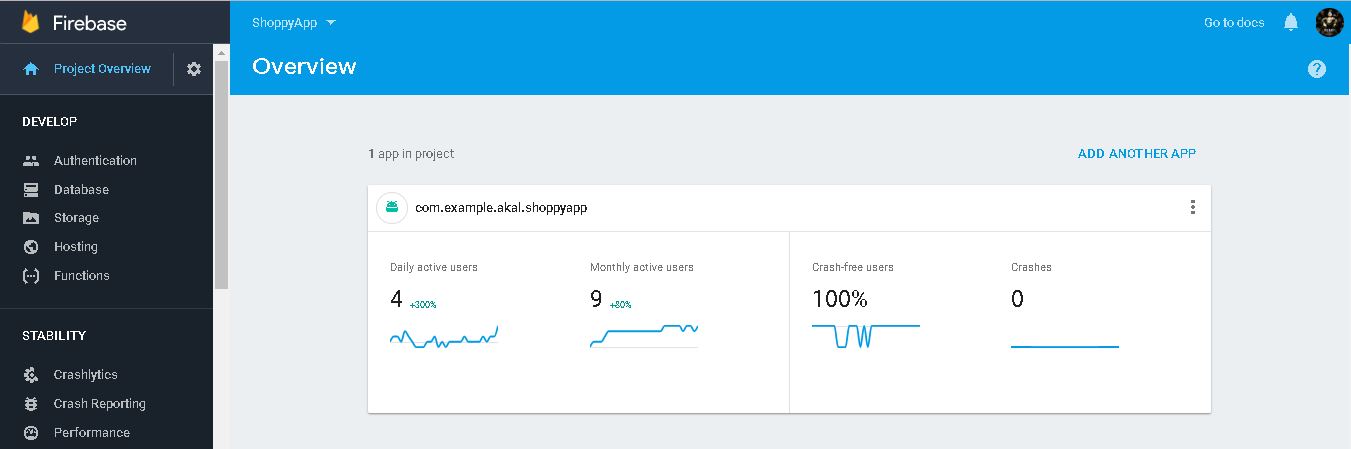 Firebase
ShoppyApp
Go to docs
Project Overview
Overview
?
DEVELOP
Authentication
Database
Storage
Hosting
Functions
STABILITY
Crashlytics
Crash Reporting
Performance
1 app in project
ADD ANOTHER APP
com.example.akal.shoppyapp
Daily active users
4 +300%
Monthly active users
9 +80%
Crash-free users
100%
Crashes
0